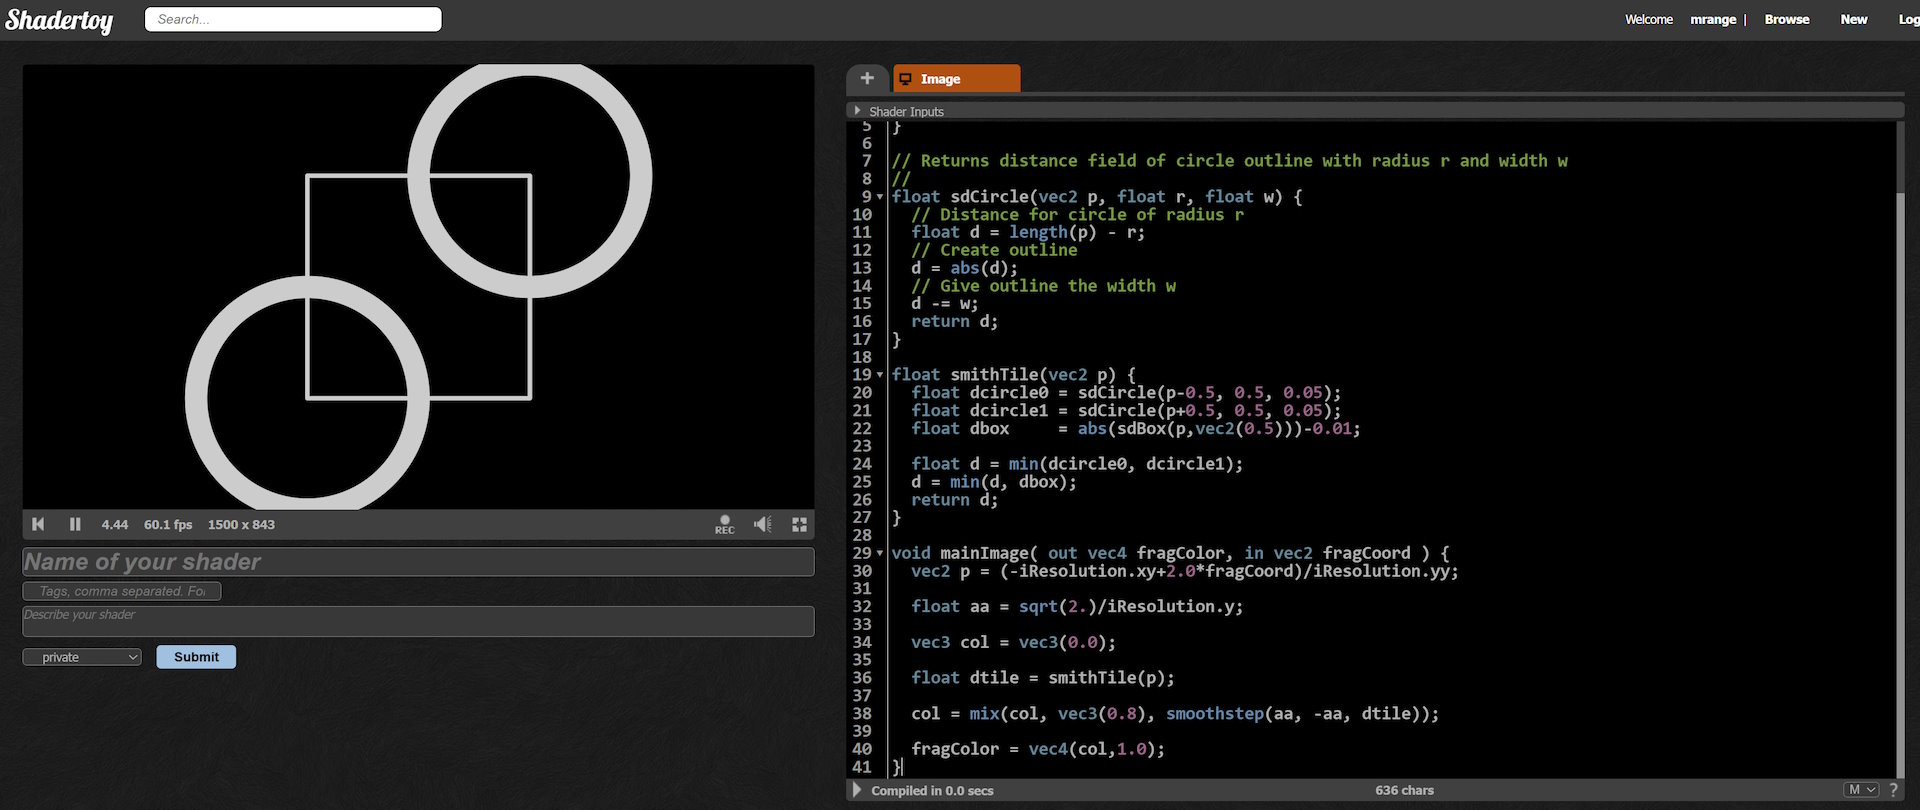 Shadertoy
Search...
Welcome mrange | Browse New Log
+ Image
Shader Inputs
5 }
6
7 // Returns distance field of circle outline with radius r and width w
8 //
9 float sdCircle(vec2 p, float r, float w) {
10 // Distance for circle of radius r
11 float d = length(p) - r;
12 // Create outline
13 d = abs(d);
14 // Give outline the width w
15 d -= w;
16 return d;
17 }
18
19 float smithTile(vec2 p) {
20 float dcircle0 = sdCircle(p-0.5, 0.5, 0.05);
21 float dcircle1 = sdCircle(p+0.5, 0.5, 0.05);
22 float dbox = abs(sdBox(p,vec2(0.5)))-0.01;
23
24 float d = min(dcircle0, dcircle1);
25 d = min(d, dbox);
26 return d;
27 }
28
29 void mainImage( out vec4 fragColor, in vec2 fragCoord ) {
30 vec2 p = (-iResolution.xy+2.0*fragCoord)/iResolution.yy;
31
32 float aa = sqrt(2.)/iResolution.y;
33
34 vec3 col = vec3(0.0);
35
36 float dtile = smithTile(p);
37
38 col = mix(col, vec3(0.8), smoothstep(aa, -aa, dtile));
39
40 fragColor = vec4(col,1.0);
41 }
Compiled in 0.0 secs 636 chars M ?
4.44 60.1 fps 1500 x 843 REC
Name of your shader
Tags, comma separated. For
Describe your shader
private Submit